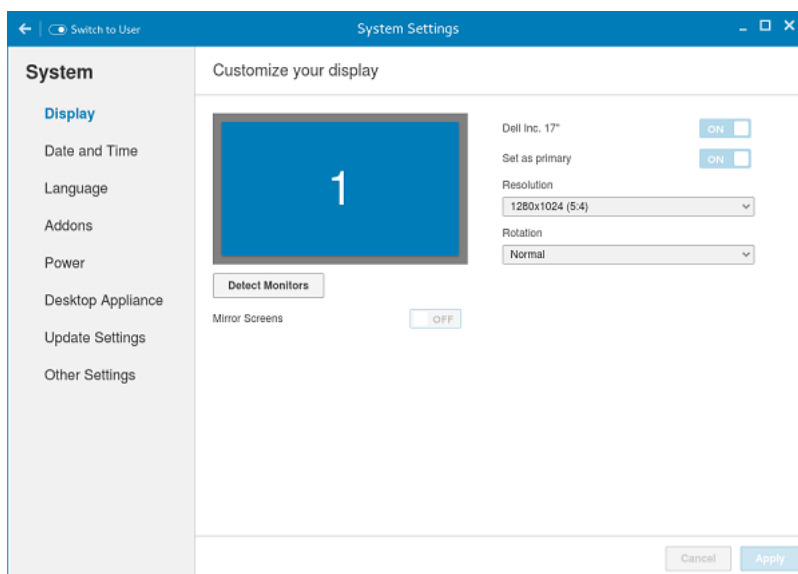 Switch to User
System Settings
System
Display
Date and Time
Language
Addons
Power
Desktop Appliance
Update Settings
Other Settings
Customize your display
1
Detect Monitors
Mirror Screens
OFF
Dell Inc. 17"
ON
Set as primary
ON
Resolution
1280x1024 (5:4)
Rotation
Normal
Cancel
Apply